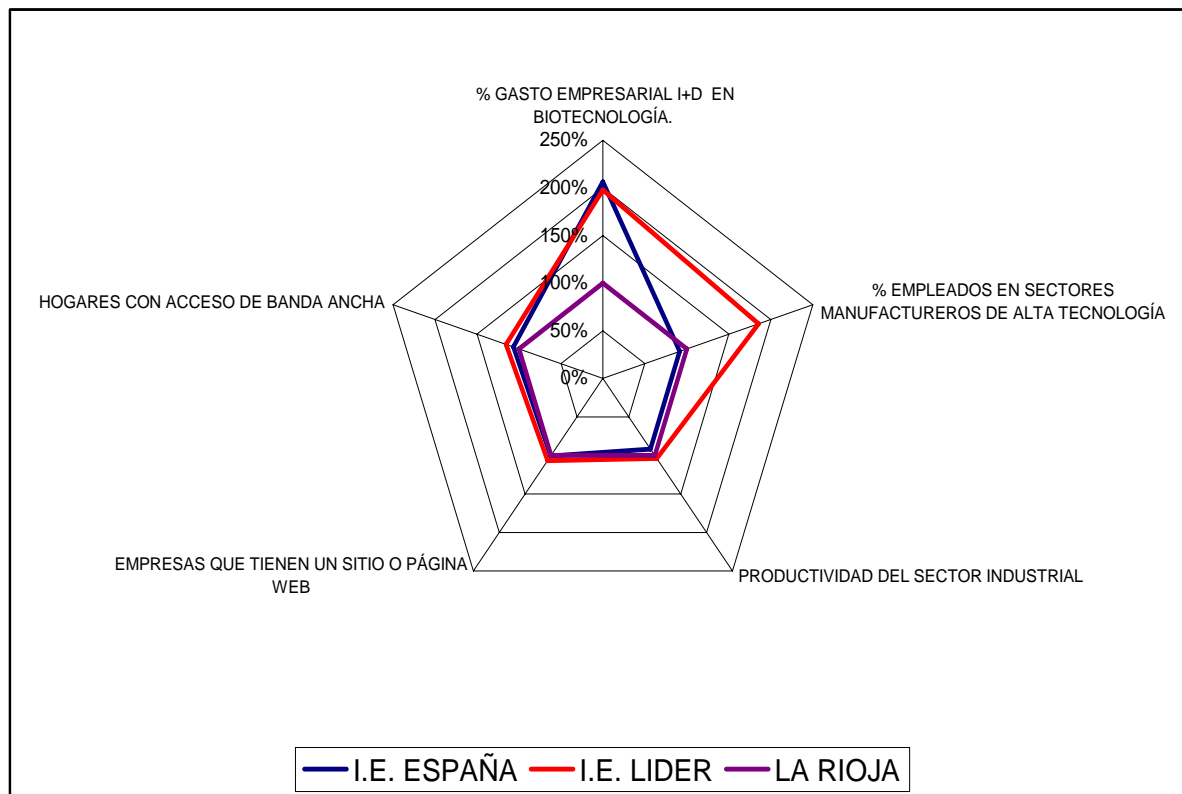 % GASTO EMPRESARIAL I+D EN
BIOTECNOLOGÍA.
250%
200%
150%
100%
50%
0%
HOGARES CON ACCESO DE BANDA ANCHA
% EMPLEADOS EN SECTORES
MANUFACTUREROS DE ALTA TECNOLOGÍA
EMPRESAS QUE TIENEN UN SITIO O PÁGINA
WEB
PRODUCTIVIDAD DEL SECTOR INDUSTRIAL
I.E. ESPAÑA I.E. LIDER LA RIOJA